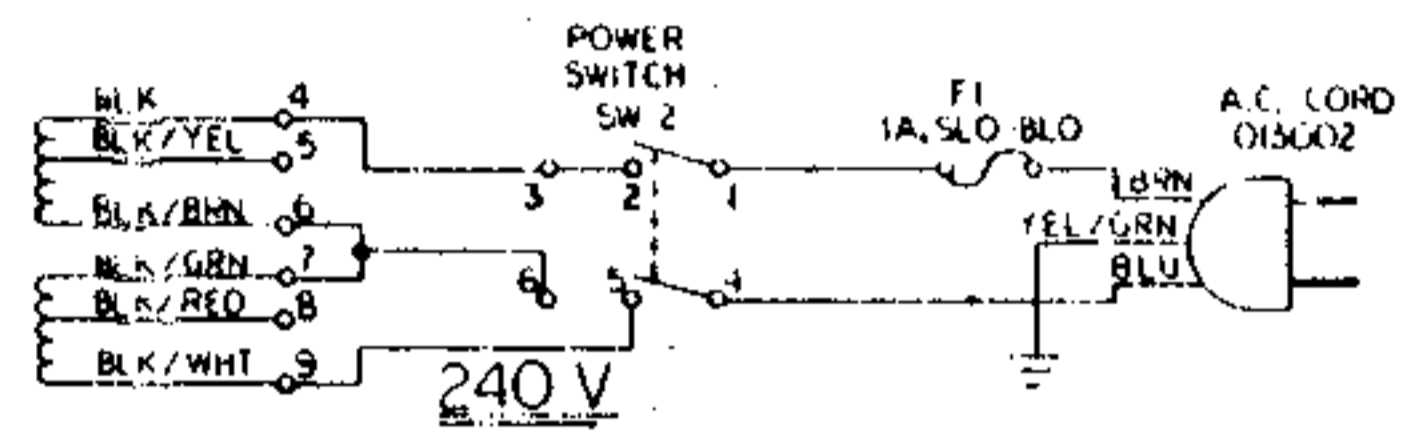 POWER
SWITCH
SW 2
F1
1A, SLO-BLO
A.C. CORD
BLK 4
BLK/YEL 5
BLK/BRN 6
BLK/GRN 7
BLK/RED 8
BLK/WHT 9
3 2 1
6 5 4
BRN
YEL/GRN
BLU
240 V